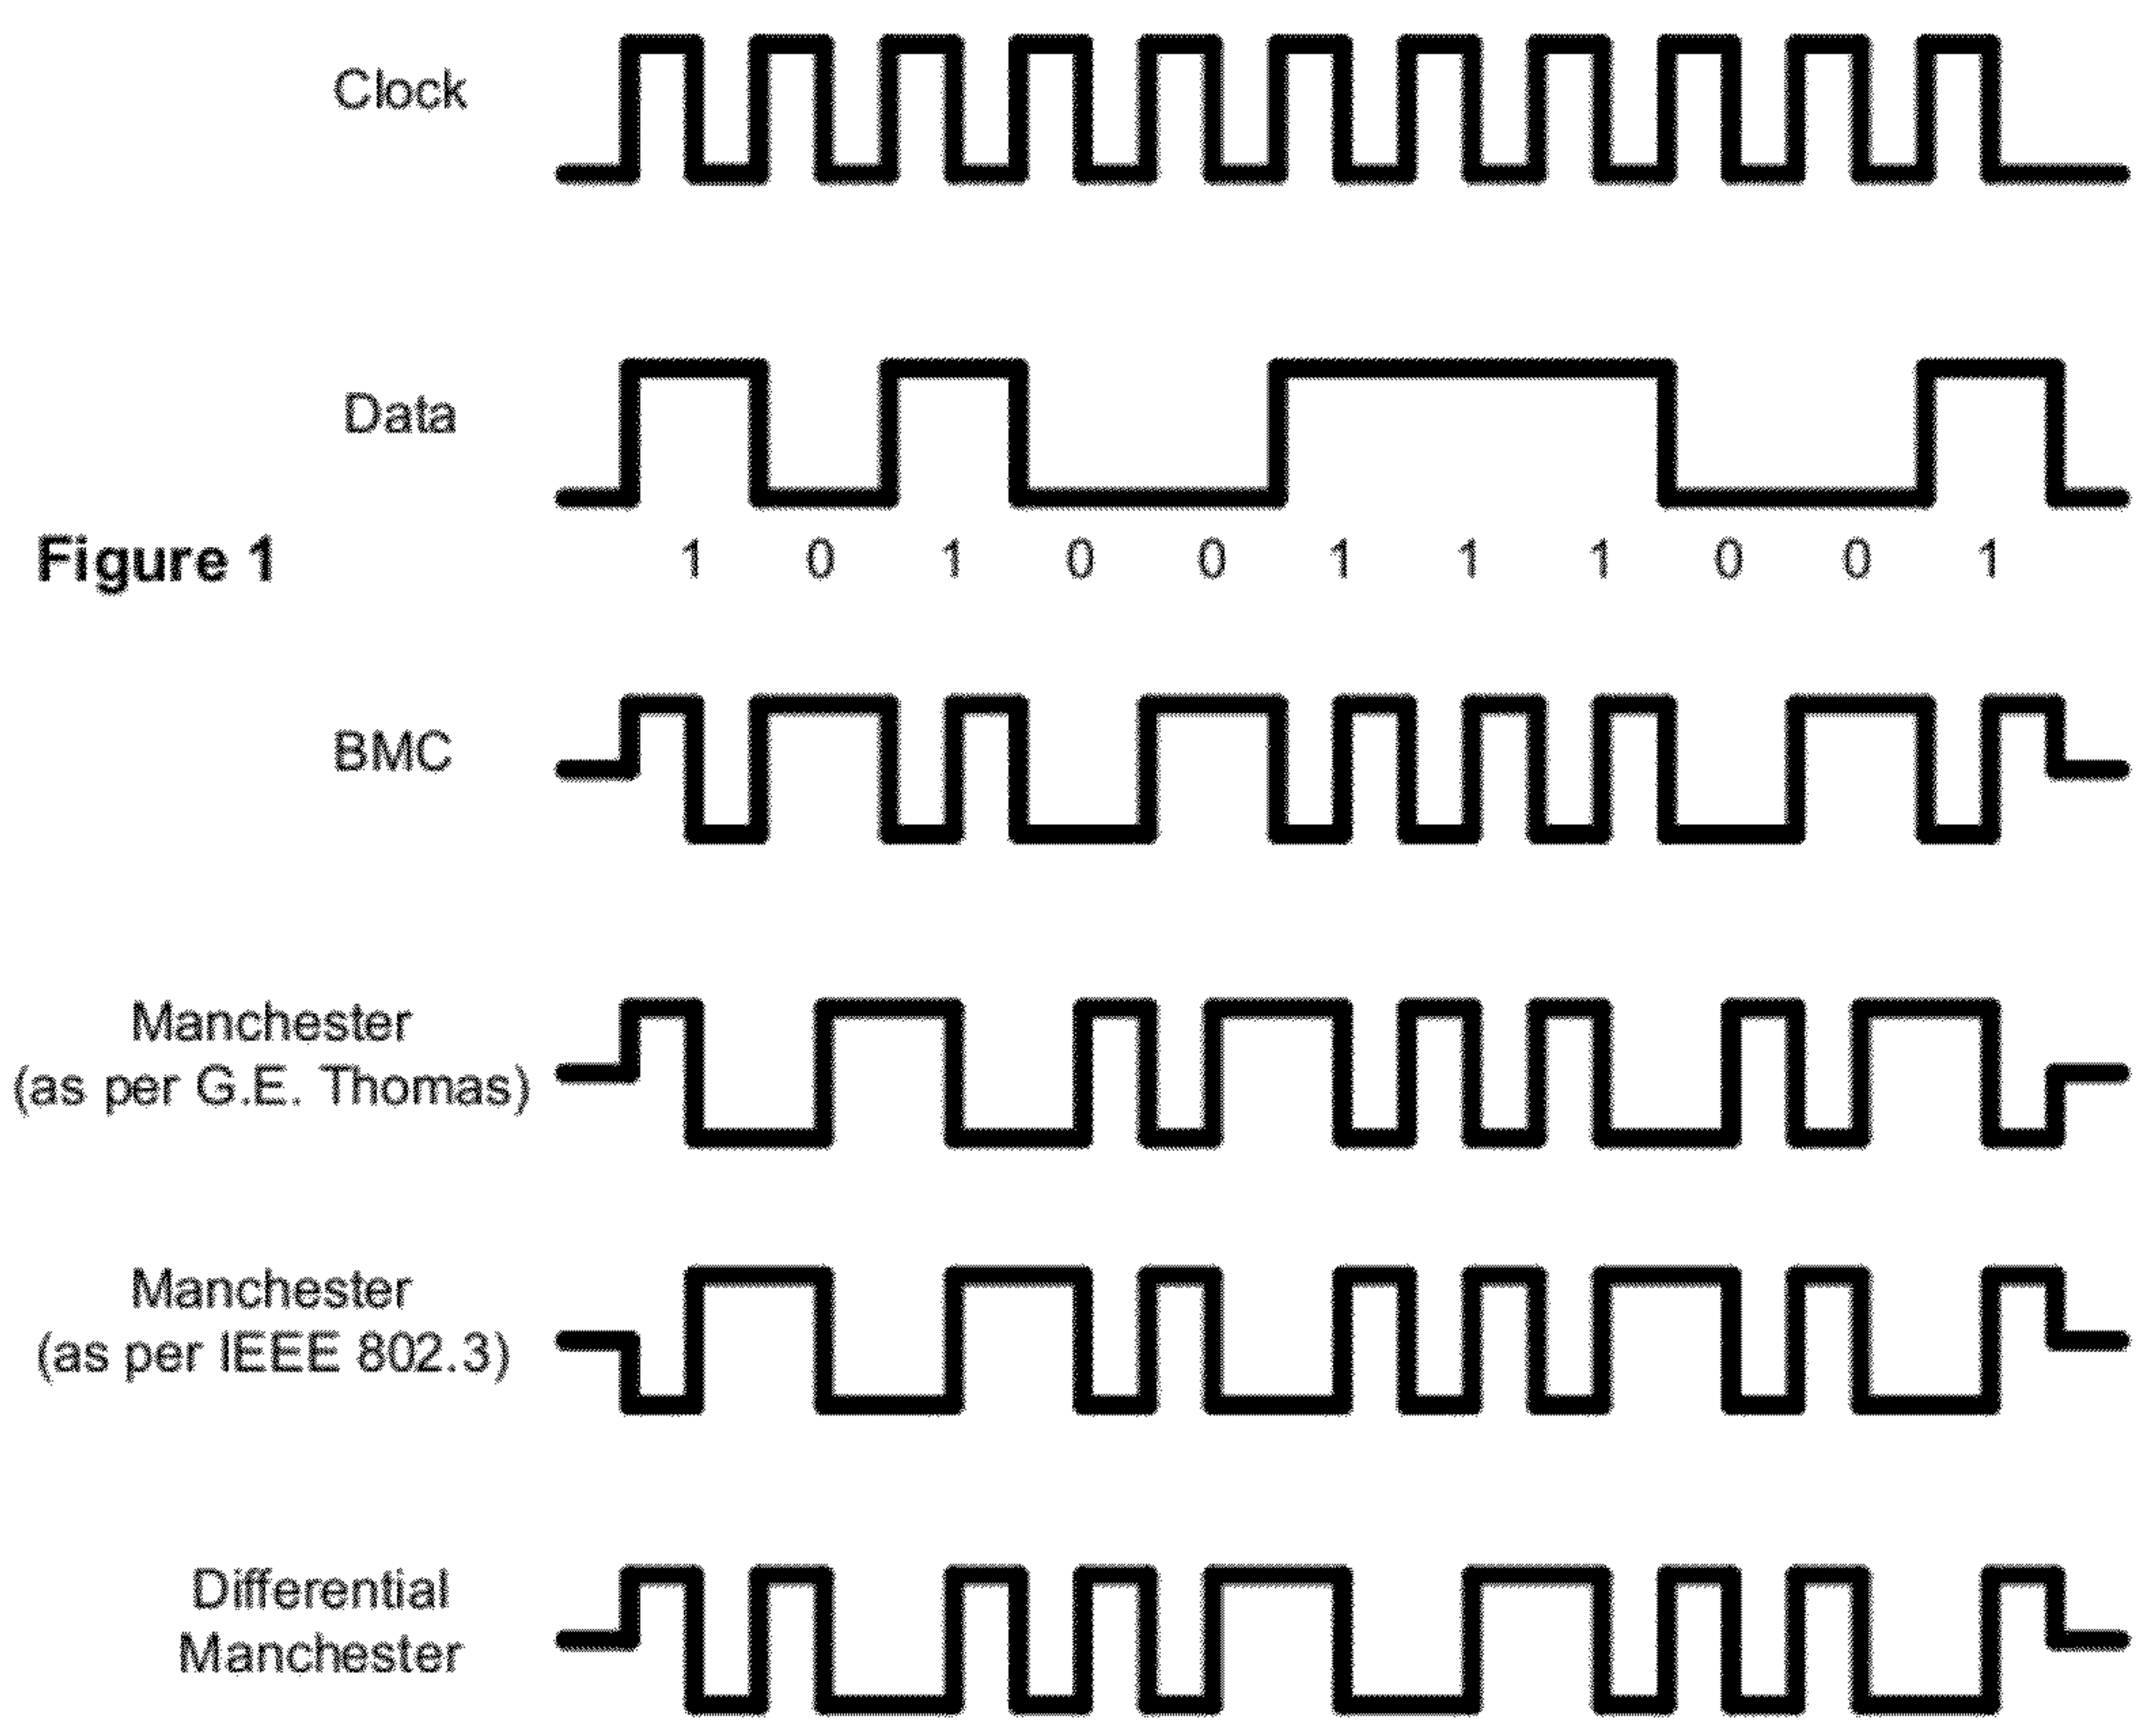 Clock
Data
Figure 1
1 0 1 0 0 1 1 1 0 0 1
BMC
Manchester
(as per G.E. Thomas)
Manchester
(as per IEEE 802.3)
Differential
Manchester